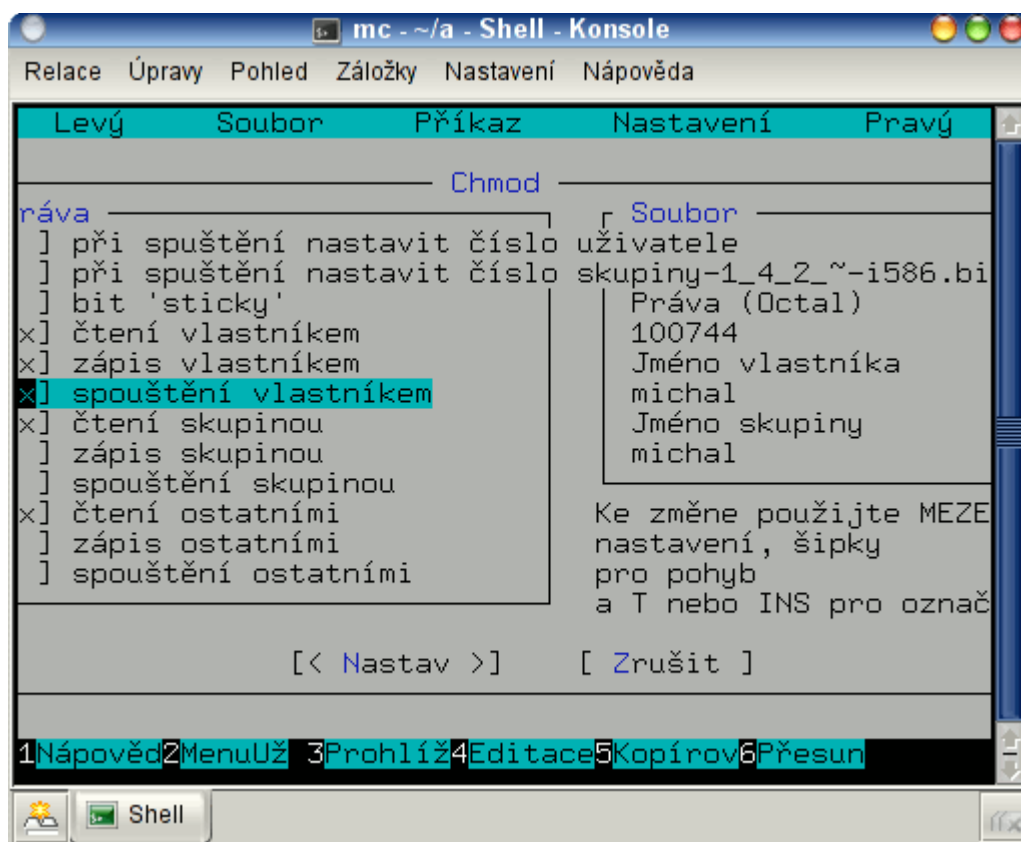 mc - ~/a - Shell - Konsole
Relace Úpravy Pohled Záložky Nastavení Nápověda
Levý Soubor Příkaz Nastavení Pravý
Chmod
ráva Soubor
] při spuštění nastavit číslo uživatele
] při spuštění nastavit číslo skupiny-1_4_2_~-i586.bi
] bit 'sticky' Práva (Octal)
x] čtení vlastníkem 100744
x] zápis vlastníkem Jméno vlastníka
x] spouštění vlastníkem michal
x] čtení skupinou Jméno skupiny
] zápis skupinou michal
] spouštění skupinou
x] čtení ostatními Ke změne použijte MEZE
] zápis ostatními nastavení, šipky
] spouštění ostatními pro pohyb
a T nebo INS pro označ
[< Nastav >] [ Zrušit ]
1Nápověd2MenuUž 3Prohlíž4Editace5Kopírov6Přesun
Shell